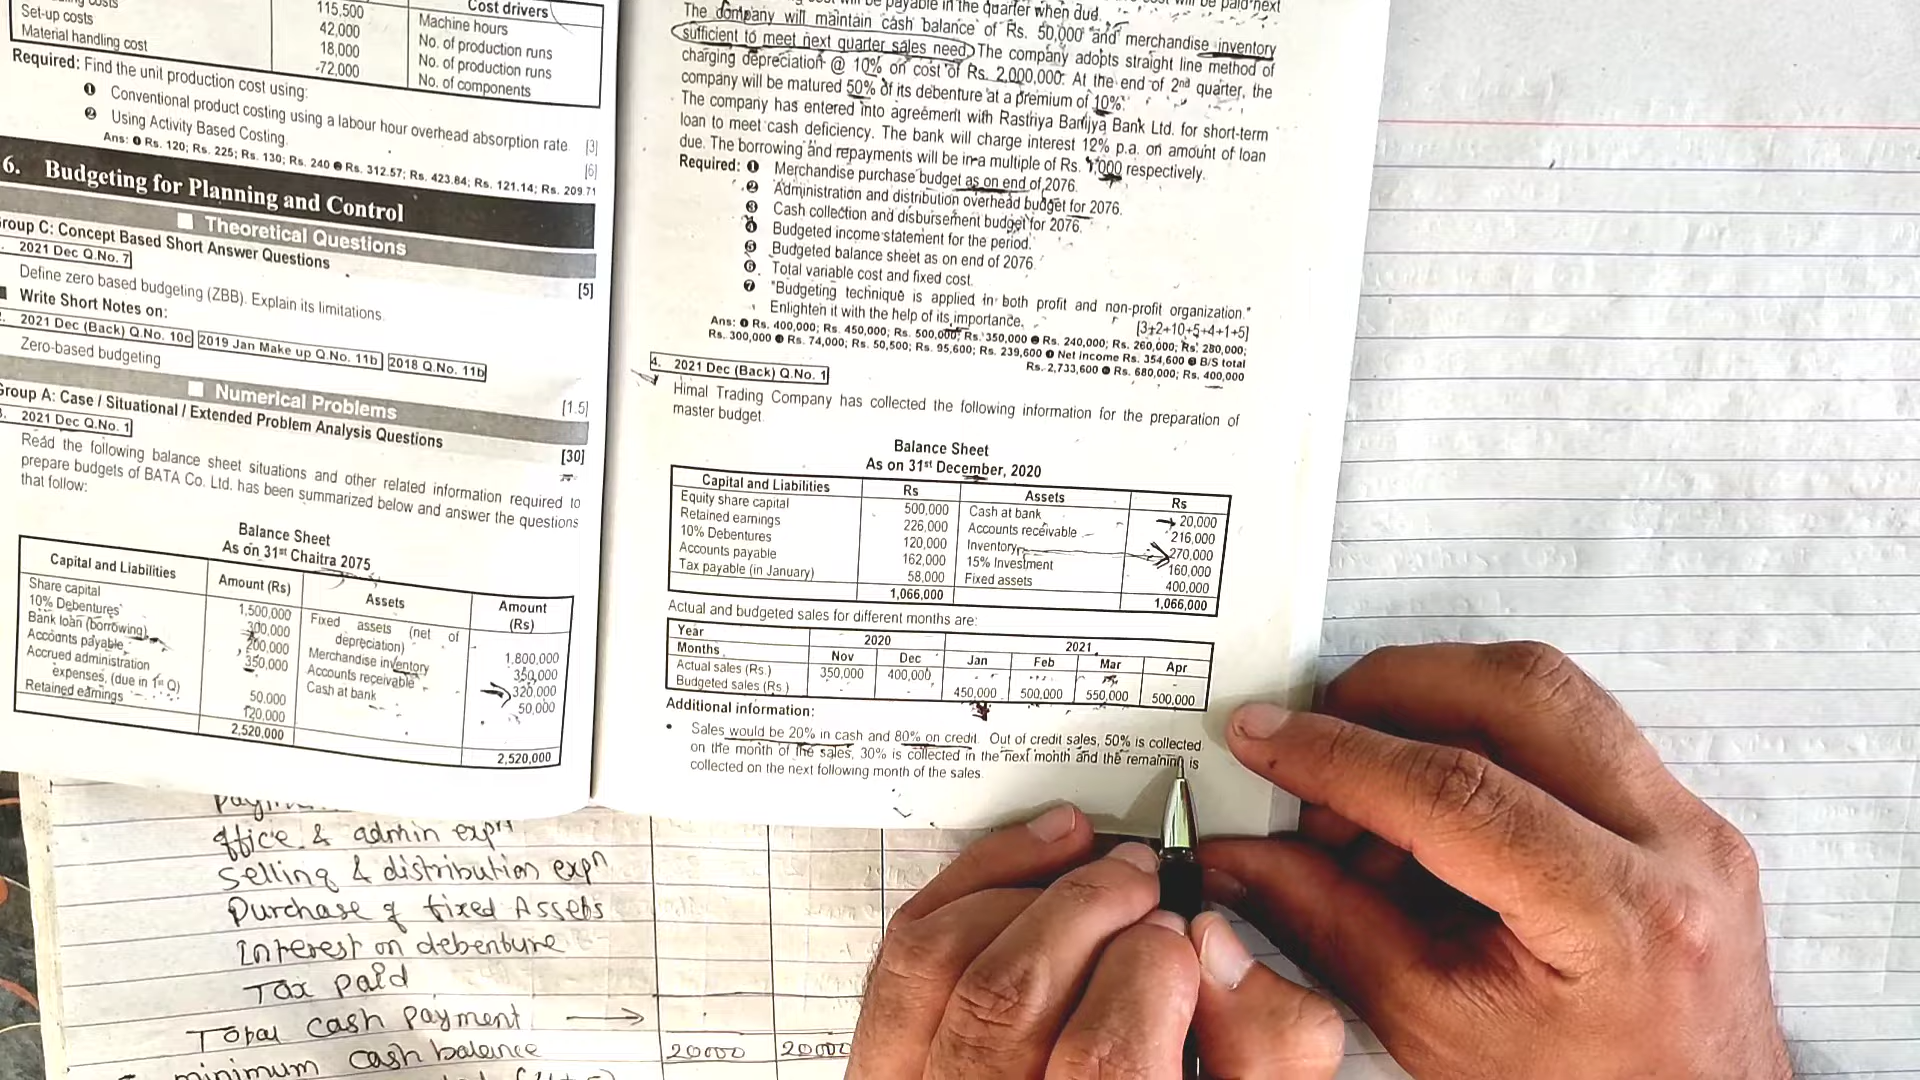 costs
Set-up costs
Material handling cost
115,500
42,000
18,000
-72,000
Cost drivers
Machine hours
No. of production runs
No. of production runs
No. of components
Required: Find the unit production cost using:
❶ Conventional product costing using a labour hour overhead absorption rate [3]
❷ Using Activity Based Costing. [6]
Ans: ❶ Rs. 120; Rs. 225; Rs. 130; Rs. 240 ❷ Rs. 312.57; Rs. 423.84; Rs. 121.14; Rs. 209.71
6. Budgeting for Planning and Control
■ Theoretical Questions
Group C: Concept Based Short Answer Questions
2021 Dec Q.No. 7
Define zero based budgeting (ZBB). Explain its limitations. [5]
■ Write Short Notes on:
2021 Dec (Back) Q.No. 10c 2019 Jan Make up Q.No. 11b 2018 Q.No. 11b
Zero-based budgeting [1.5]
■ Numerical Problems
Group A: Case / Situational / Extended Problem Analysis Questions
3. 2021 Dec Q.No. 1 [30]
Read the following balance sheet situations and other related information required to
prepare budgets of BATA Co. Ltd. has been summarized below and answer the questions
that follow:
Balance Sheet
As on 31st Chaitra 2075
Capital and Liabilities Amount (Rs) Assets Amount (Rs)
Share capital 1,500,000 Fixed assets (net of depreciation) 1,800,000
10% Debentures 300,000 Merchandise inventory 350,000
Bank loan (borrowing) 200,000 Accounts receivable 320,000
Accounts payable 350,000 Cash at bank 50,000
Accrued administration
expenses, (due in 1st Q) 50,000
Retained earnings 120,000
2,520,000 2,520,000
will be payable in the quarter when due.
will be paid next
The company will maintain cash balance of Rs. 50,000 and merchandise inventory
sufficient to meet next quarter sales need. The company adopts straight line method of
charging depreciation @ 10% on cost of Rs. 2,000,000. At the end of 2nd quarter, the
company will be matured 50% of its debenture at a premium of 10%.
The company has entered into agreement with Rastriya Banijya Bank Ltd. for short-term
loan to meet cash deficiency. The bank will charge interest 12% p.a. on amount of loan
due. The borrowing and repayments will be in a multiple of Rs. 1,000 respectively.
Required: ❶ Merchandise purchase budget as on end of 2076.
❷ Administration and distribution overhead budget for 2076.
❸ Cash collection and disbursement budget for 2076.
❹ Budgeted income statement for the period.
❺ Budgeted balance sheet as on end of 2076.
❻ Total variable cost and fixed cost.
❼ "Budgeting technique is applied in both profit and non-profit organization."
Enlighten it with the help of its importance. [3+2+10+5+4+1+5]
Ans: ❶ Rs. 400,000; Rs. 450,000; Rs. 500,000; Rs. 350,000 ❷ Rs. 240,000; Rs. 260,000; Rs. 280,000;
Rs. 300,000 ❸ Rs. 74,000; Rs. 50,500; Rs. 95,600; Rs. 239,600 ❹ Net income Rs. 354,600 ❺ B/S total
Rs. 2,733,600 ❻ Rs. 680,000; Rs. 400,000
4. 2021 Dec (Back) Q.No. 1
Himal Trading Company has collected the following information for the preparation of
master budget.
Balance Sheet
As on 31st December, 2020
Capital and Liabilities Rs Assets Rs
Equity share capital 500,000 Cash at bank 20,000
Retained earnings 226,000 Accounts receivable 216,000
10% Debentures 120,000 Inventory 270,000
Accounts payable 162,000 15% Investment 160,000
Tax payable (in January) 58,000 Fixed assets 400,000
1,066,000 1,066,000
Actual and budgeted sales for different months are:
Year 2020 2021
Months Nov Dec Jan Feb Mar Apr
Actual sales (Rs.) 350,000 400,000 - - - -
Budgeted sales (Rs.) 450,000 500,000 550,000 500,000
Additional information:
• Sales would be 20% in cash and 80% on credit. Out of credit sales, 50% is collected
on the month of the sales, 30% is collected in the next month and the remaining is
collected on the next following month of the sales.
office & admin expn
Selling & distribution expn
Purchase of fixed Assets
Interest on debenture
Tax paid
Total cash payment →
minimum cash balance 20000 20000